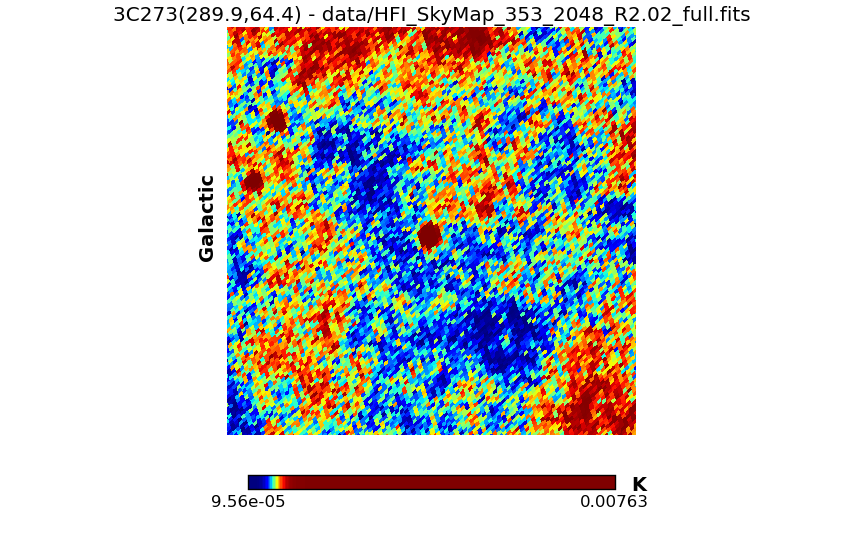 3C273(289.9,64.4) - data/HFI_SkyMap_353_2048_R2.02_full.fits
Galactic
K
9.56e-05
0.00763